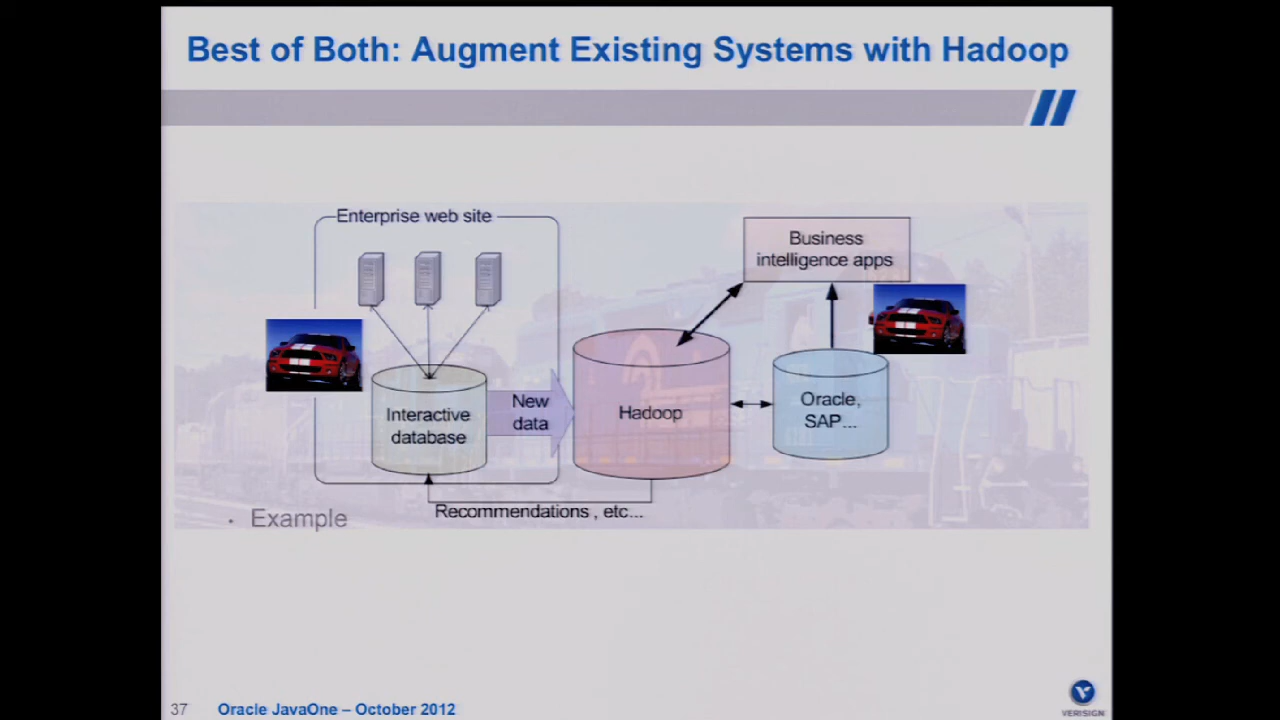 Best of Both: Augment Existing Systems with Hadoop
Enterprise web site
Business
intelligence apps
Interactive
database
New
data
Hadoop
Oracle,
SAP...
Recommendations , etc...
• Example
37 Oracle JavaOne – October 2012
VERISIGN